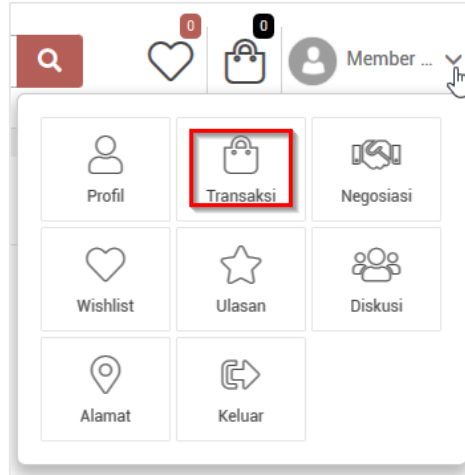 0
0
Member ...
Profil
Transaksi
Negosiasi
Wishlist
Ulasan
Diskusi
Alamat
Keluar